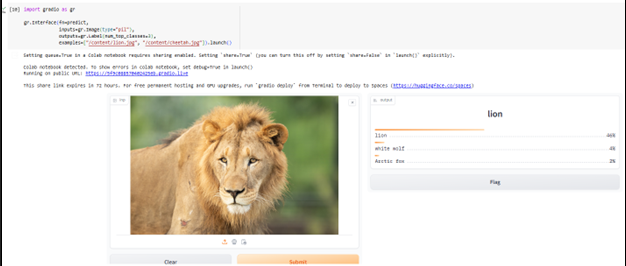 [10] import gradio as gr
gr.Interface(fn=predict,
inputs=gr.Image(type="pil"),
outputs=gr.Label(num_top_classes=3),
examples=["/content/lion.jpg", "/content/cheetah.jpg"]).launch()
Setting queue=True in a Colab notebook requires sharing enabled. Setting `share=True` (you can turn this off by setting `share=False` in `launch()` explicitly).
Colab notebook detected. To show errors in colab notebook, set debug=True in launch()
Running on public URL:
This share link expires in 72 hours. For free permanent hosting and GPU upgrades, run `gradio deploy` from Terminal to deploy to Spaces (https://huggingface.co/spaces)
lion
lion 46%
white wolf 4%
Arctic fox 2%
Flag
Clear
Submit